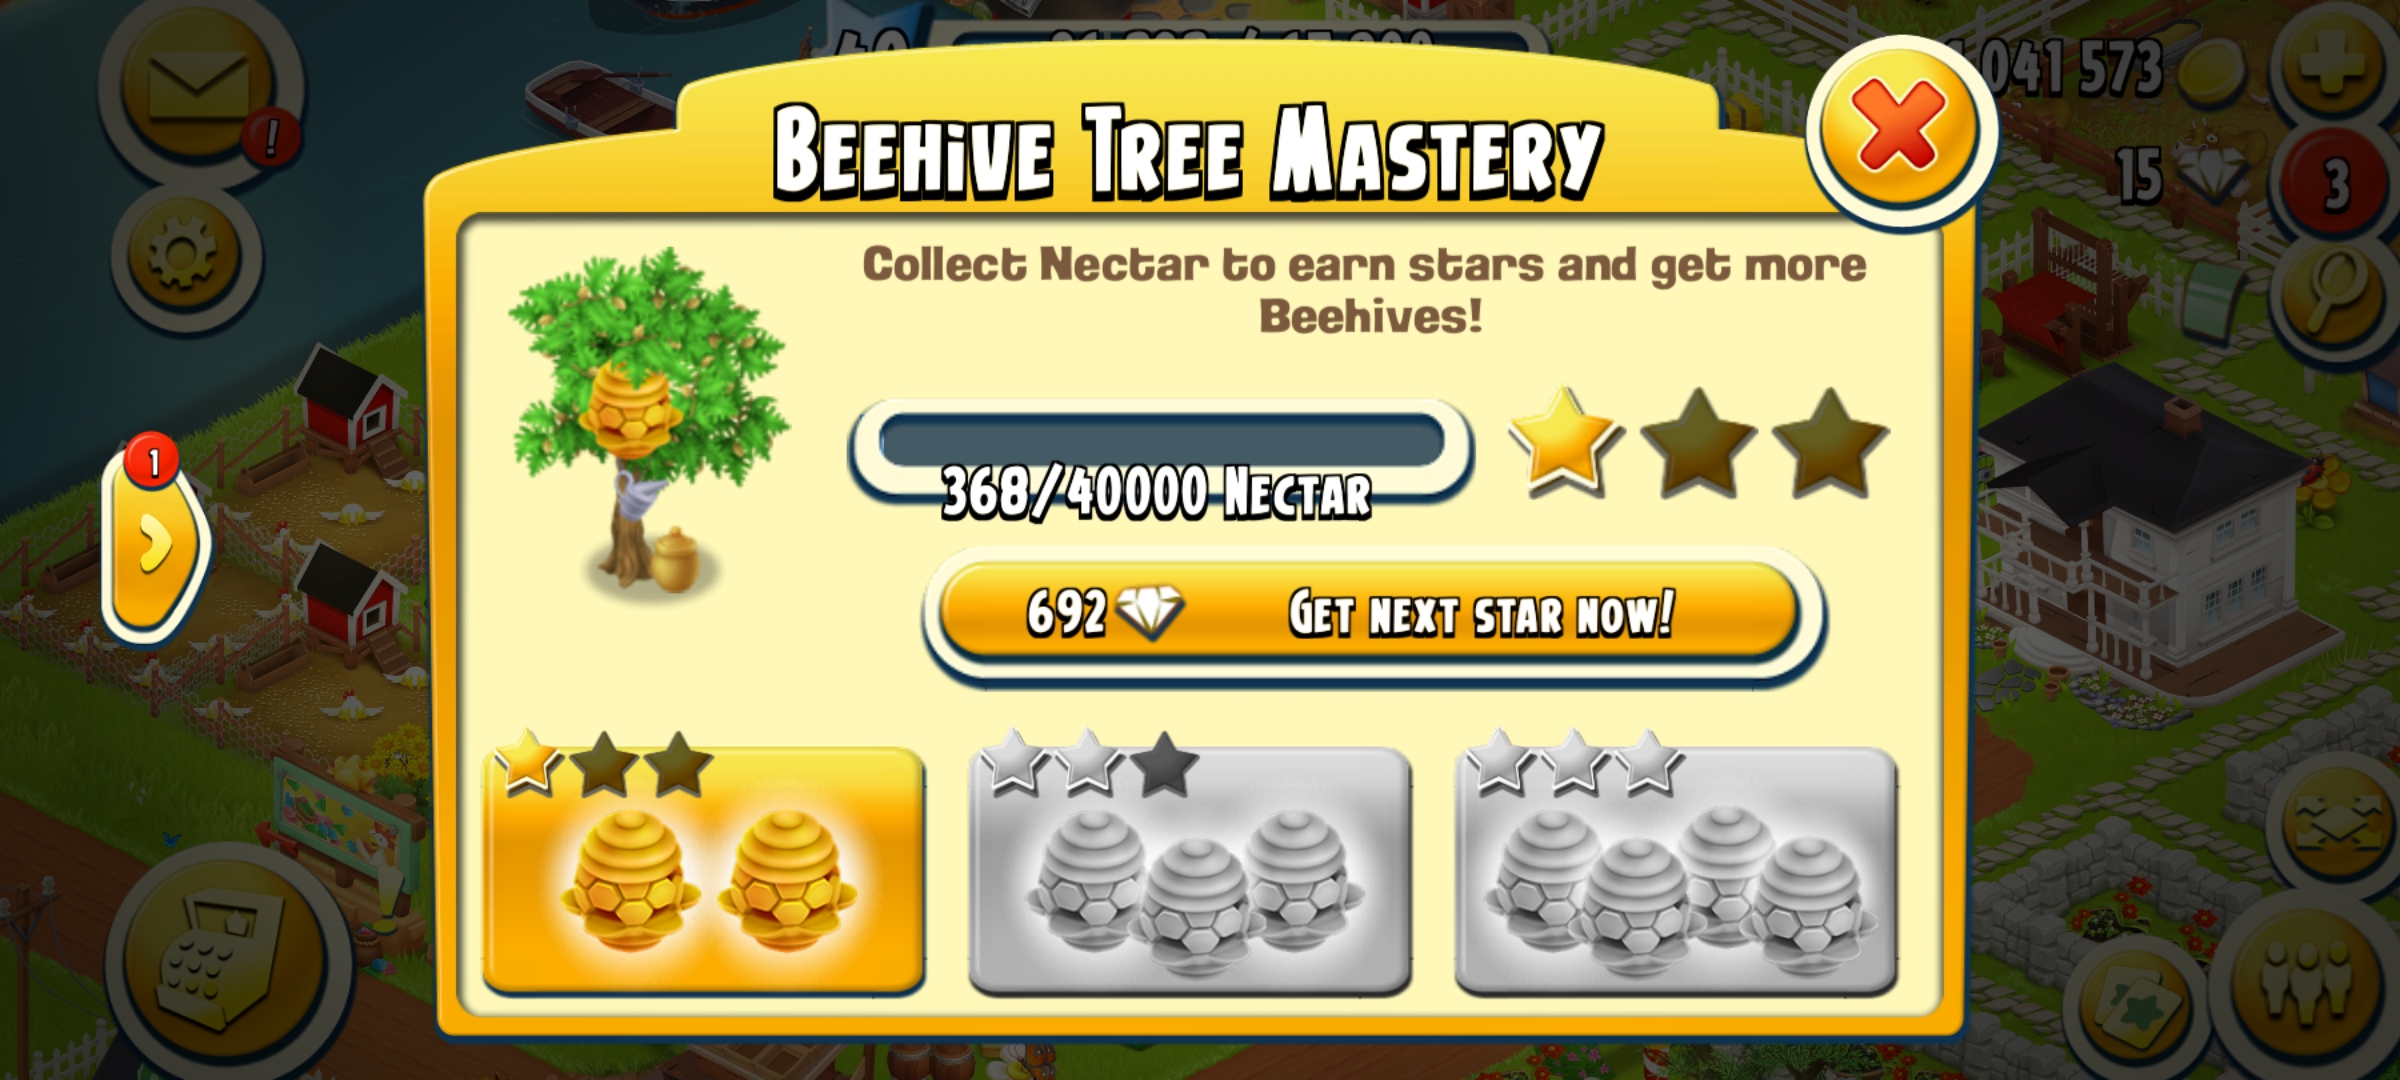 !
041 573
15
3
BEEHIVE TREE MASTERY
Collect Nectar to earn stars and get more
Beehives!
368/40000 NECTAR
1
692 GET NEXT STAR NOW!